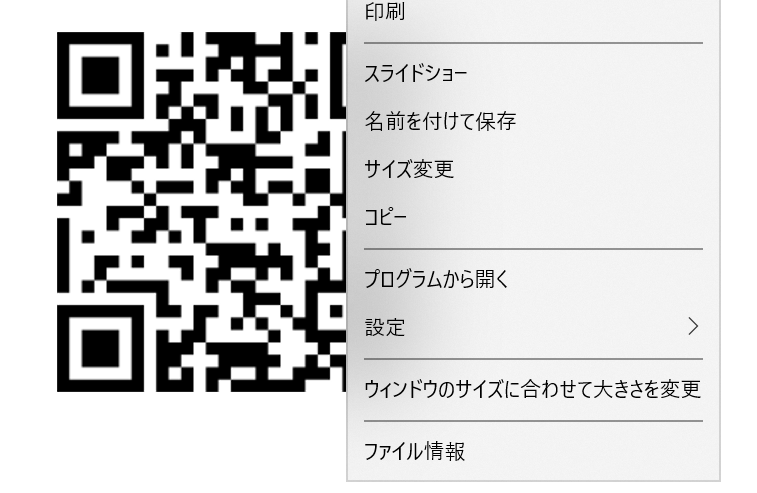 印刷
スライドショー
名前を付けて保存
サイズ変更
コピー
プログラムから開く
設定
ウィンドウのサイズに合わせて大きさを変更
ファイル情報